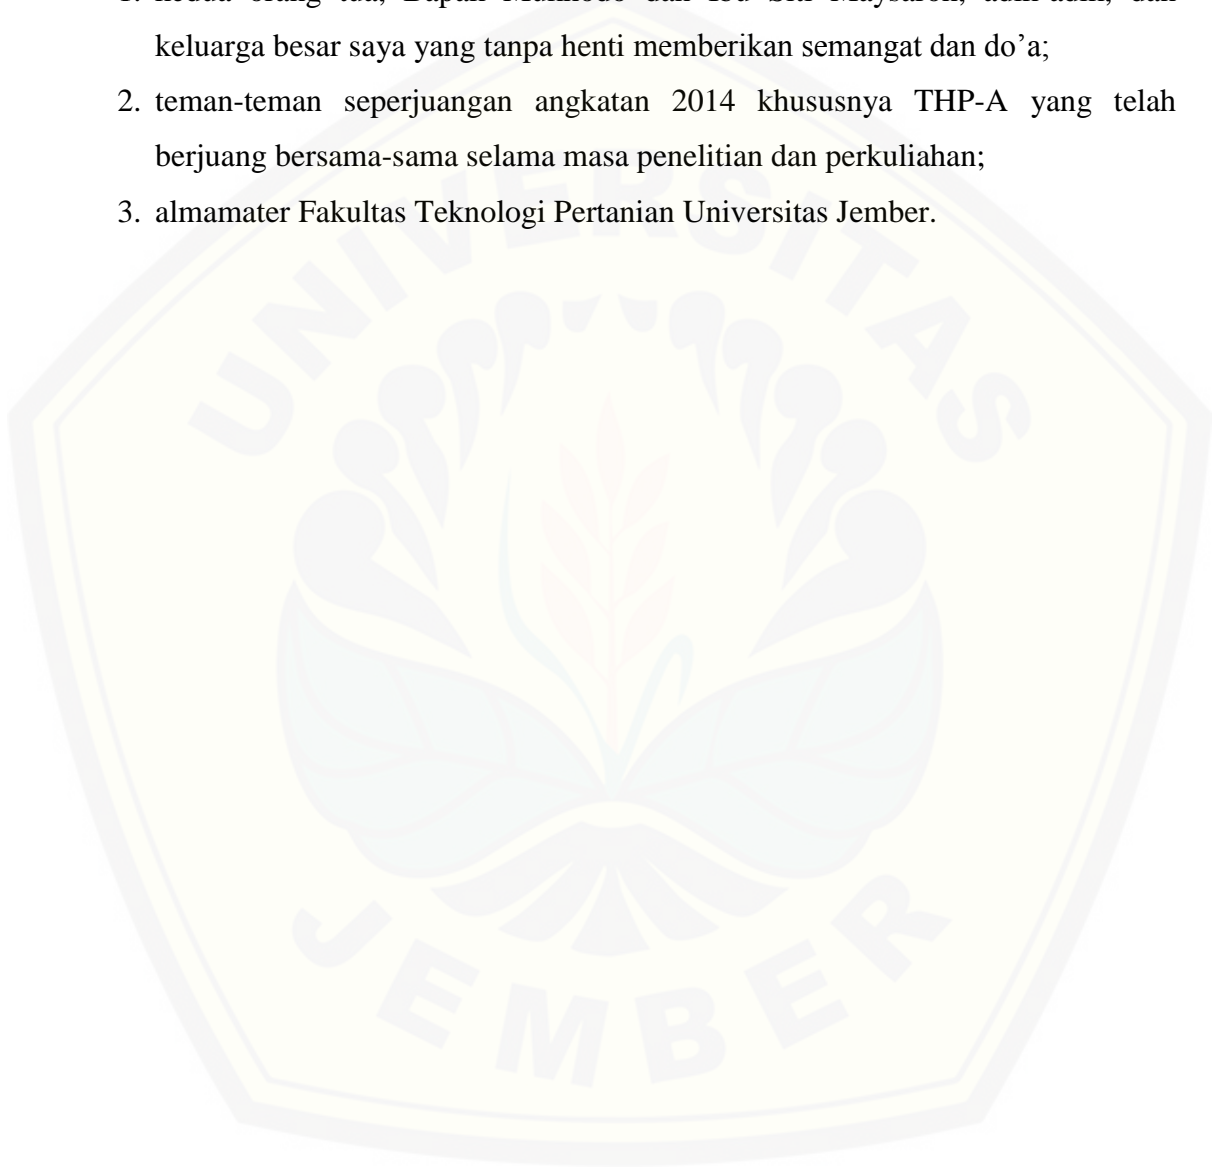 keluarga besar saya yang tanpa henti memberikan semangat dan do’a;
2. teman-teman seperjuangan angkatan 2014 khususnya THP-A yang telah
berjuang bersama-sama selama masa penelitian dan perkuliahan;
3. almamater Fakultas Teknologi Pertanian Universitas Jember.
UNIVERSITAS
JEMBER